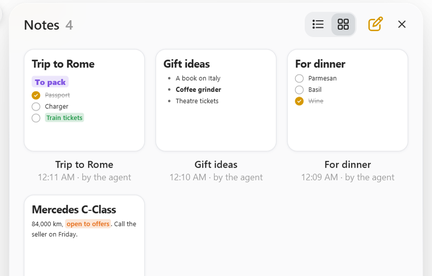 Notes 4
Trip to Rome
To pack
Passport
Charger
Train tickets
Trip to Rome
12:11 AM · by the agent
Gift ideas
A book on Italy
Coffee grinder
Theatre tickets
Gift ideas
12:10 AM · by the agent
For dinner
Parmesan
Basil
Wine
For dinner
12:09 AM · by the agent
Mercedes C-Class
84,000 km, open to offers. Call the
seller on Friday.